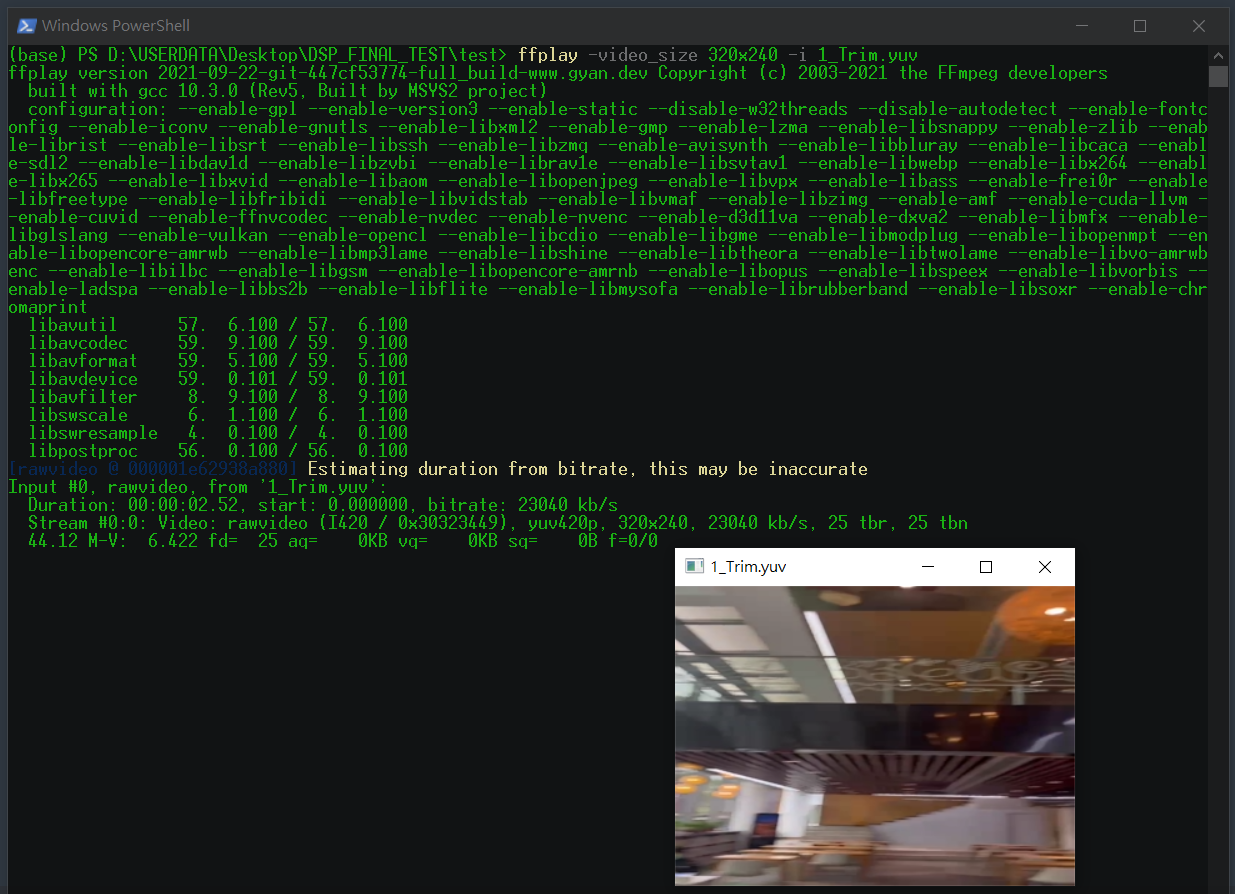 Windows PowerShell
(base) PS D:\USERDATA\Desktop\DSP_FINAL_TEST\test> ffplay -video_size 320x240 -i 1_Trim.yuv
ffplay version 2021-09-22-git-447cf53774-full_build-www.gyan.dev Copyright (c) 2003-2021 the FFmpeg developers
  built with gcc 10.3.0 (Rev5, Built by MSYS2 project)
  configuration: --enable-gpl --enable-version3 --enable-static --disable-w32threads --disable-autodetect --enable-fontc
onfig --enable-iconv --enable-gnutls --enable-libxml2 --enable-gmp --enable-lzma --enable-libsnappy --enable-zlib --enab
le-librist --enable-libsrt --enable-libssh --enable-libzmq --enable-avisynth --enable-libbluray --enable-libcaca --enabl
e-sdl2 --enable-libdav1d --enable-libzvbi --enable-librav1e --enable-libsvtav1 --enable-libwebp --enable-libx264 --enabl
e-libx265 --enable-libxvid --enable-libaom --enable-libopenjpeg --enable-libvpx --enable-libass --enable-frei0r --enable
-libfreetype --enable-libfribidi --enable-libvidstab --enable-libvmaf --enable-libzimg --enable-amf --enable-cuda-llvm -
-enable-cuvid --enable-ffnvcodec --enable-nvdec --enable-nvenc --enable-d3d11va --enable-dxva2 --enable-libmfx --enable-
libglslang --enable-vulkan --enable-opencl --enable-libcdio --enable-libgme --enable-libmodplug --enable-libopenmpt --en
able-libopencore-amrwb --enable-libmp3lame --enable-libshine --enable-libtheora --enable-libtwolame --enable-libvo-amrwb
enc --enable-libilbc --enable-libgsm --enable-libopencore-amrnb --enable-libopus --enable-libspeex --enable-libvorbis --
enable-ladspa --enable-libbs2b --enable-libflite --enable-libmysofa --enable-librubberband --enable-libsoxr --enable-chr
omaprint
  libavutil      57.  6.100 / 57.  6.100
  libavcodec     59.  9.100 / 59.  9.100
  libavformat    59.  5.100 / 59.  5.100
  libavdevice    59.  0.101 / 59.  0.101
  libavfilter     8.  9.100 /  8.  9.100
  libswscale      6.  1.100 /  6.  1.100
  libswresample   4.  0.100 /  4.  0.100
  libpostproc    56.  0.100 / 56.  0.100
[rawvideo @ 000001e62938a880] Estimating duration from bitrate, this may be inaccurate
Input #0, rawvideo, from '1_Trim.yuv':
  Duration: 00:00:02.52, start: 0.000000, bitrate: 23040 kb/s
  Stream #0:0: Video: rawvideo (I420 / 0x30323449), yuv420p, 320x240, 23040 kb/s, 25 tbr, 25 tbn
  44.12 M-V:  6.422 fd=  25 aq=    0KB vq=    0KB sq=    0B f=0/0
1_Trim.yuv